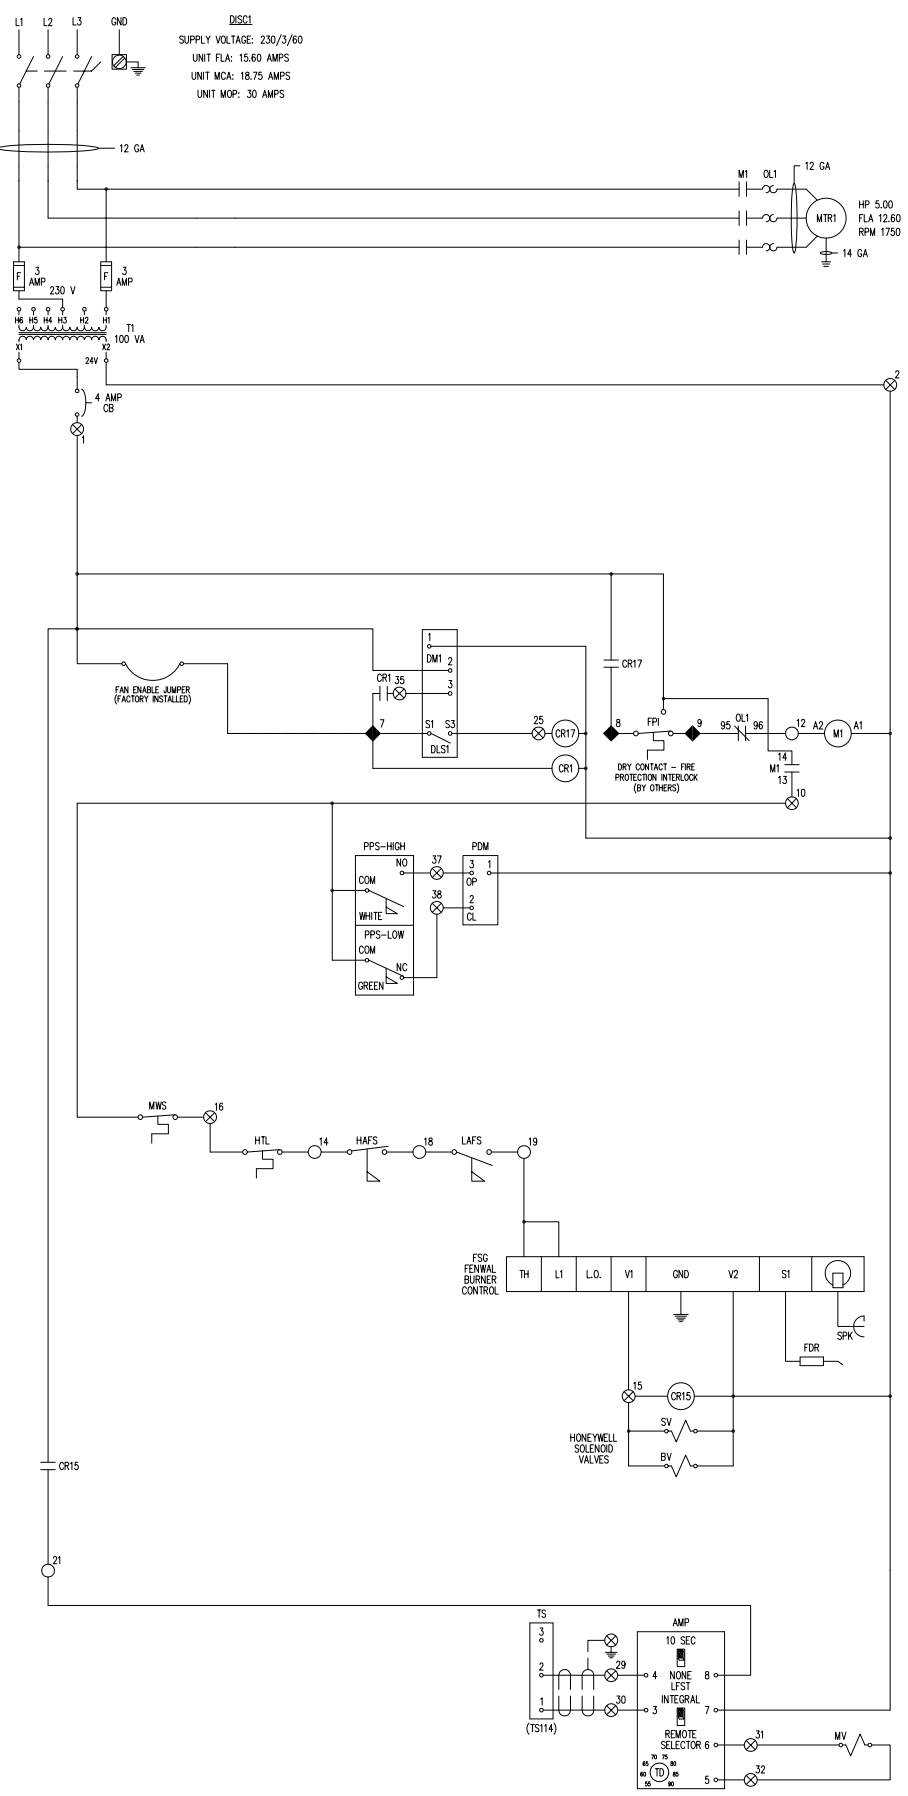 L1 L2 L3 GND
DISC1
SUPPLY VOLTAGE: 230/3/60
UNIT FLA: 15.60 AMPS
UNIT MCA: 18.75 AMPS
UNIT MOP: 30 AMPS
12 GA
12 GA
M1 OL1
MTR1
HP 5.00
FLA 12.60
RPM 1750
14 GA
F
3
AMP
F
3
AMP
230 V
H6 H5 H4 H3 H2 H1
T1
100 VA
X1 X2
24V
2
4 AMP
CB
1
FAN ENABLE JUMPER
(FACTORY INSTALLED)
1
DM1
2
3
CR1 35
7
S1 S3
DLS1
25
CR17
CR1
CR17
8
FPI
9
DRY CONTACT - FIRE
PROTECTION INTERLOCK
(BY OTHERS)
OL1
95 96
12
A2 M1 A1
14
M1
13
10
PPS-HIGH
NO
COM
WHITE
PPS-LOW
COM
NC
GREEN
37
38
PDM
3 1
OP
2
CL
MWS
16
HTL
14
HAFS
18
LAFS
19
FSG
FENWAL
BURNER
CONTROL
TH L1 L.O. V1 GND V2 S1
SPK
FDR
15
CR15
SV
HONEYWELL
SOLENOID
VALVES
BV
CR15
21
TS
3
2
1
(TS114)
29
30
AMP
10 SEC
4 NONE 8
LFST
INTEGRAL
3 7
REMOTE
SELECTOR 6
5
TD
55 60 65 70 75 80 85 90
31
32
MV